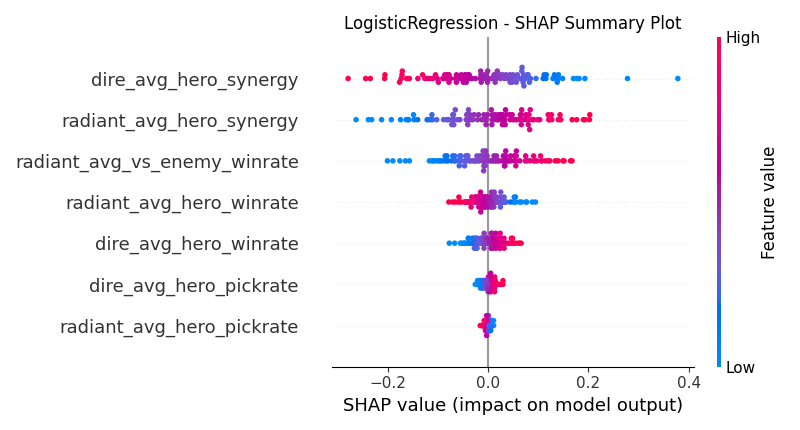 LogisticRegression - SHAP Summary Plot
High
dire_avg_hero_synergy
radiant_avg_hero_synergy
radiant_avg_vs_enemy_winrate
radiant_avg_hero_winrate
dire_avg_hero_winrate
dire_avg_hero_pickrate
radiant_avg_hero_pickrate
Feature value
Low
−0.2 0.0 0.2 0.4
SHAP value (impact on model output)